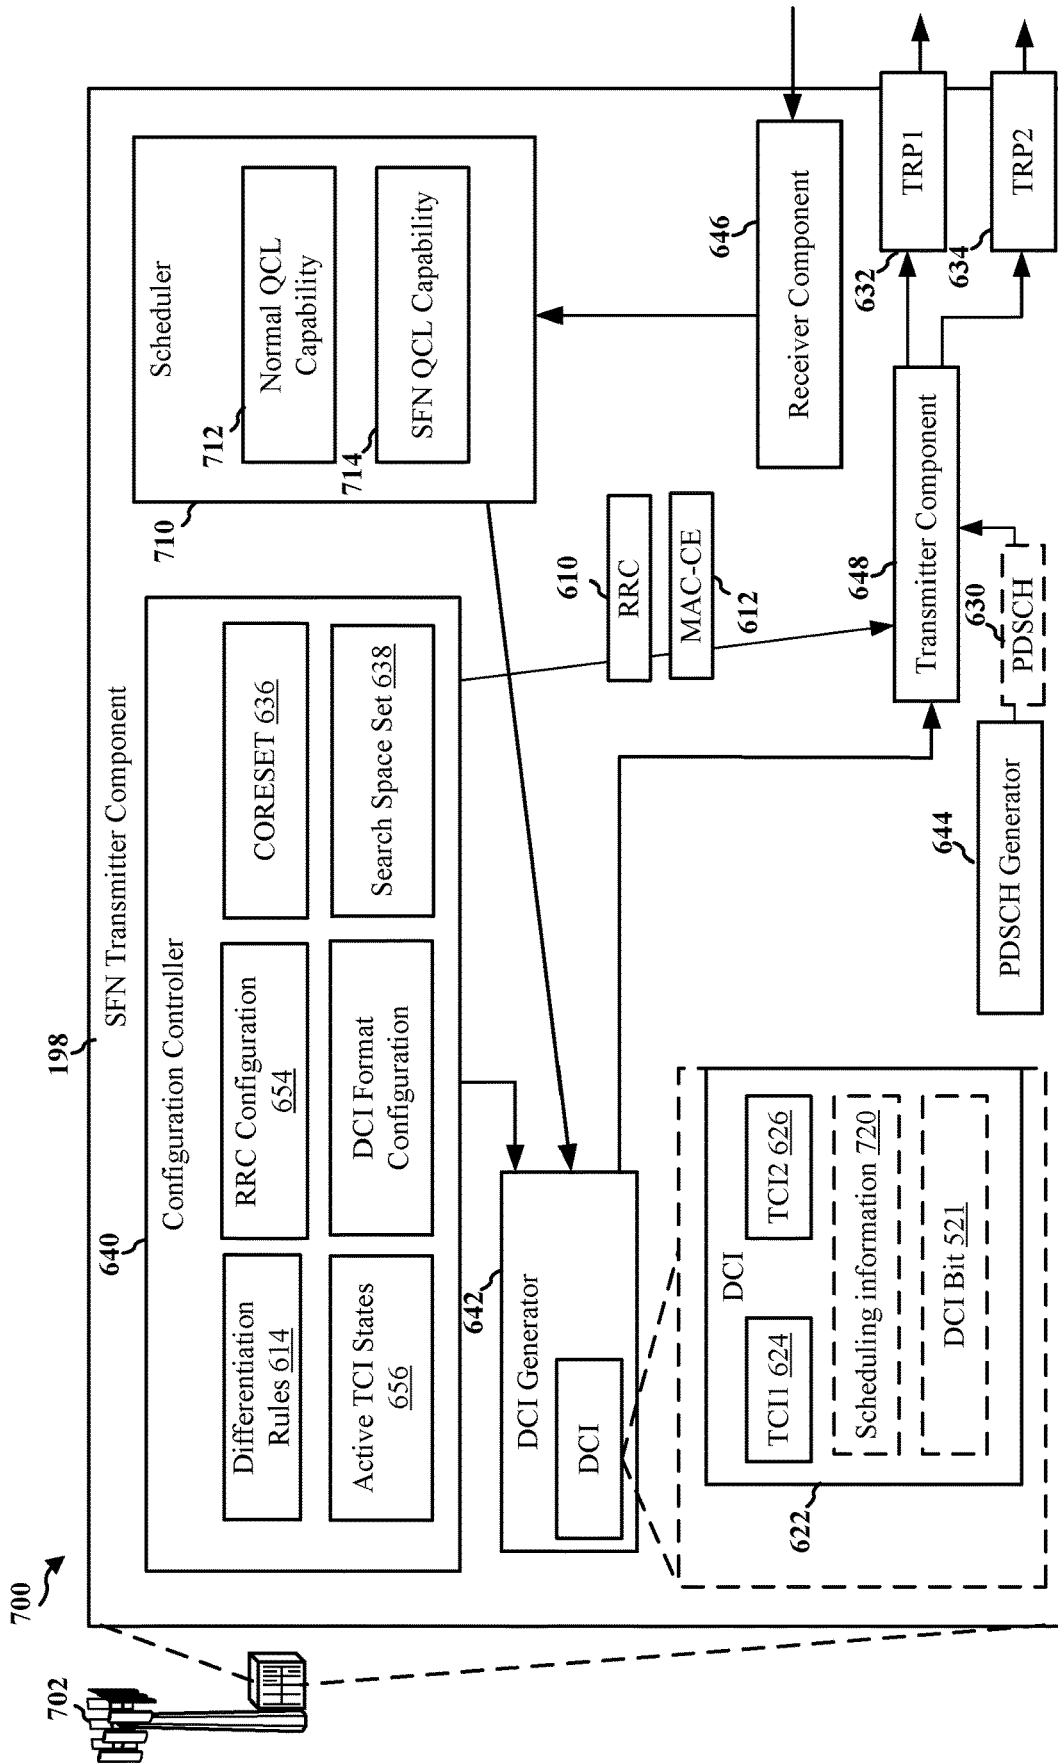 700
702
198
SFN Transmitter Component
640
Configuration Controller
Differentiation
Rules 614
RRC Configuration
654
CORESET 636
Active TCI States
656
DCI Format
Configuration
Search Space Set 638
710
Scheduler
712
Normal QCL
Capability
714
SFN QCL Capability
642
DCI Generator
DCI
610
RRC
MAC-CE
612
646
Receiver Component
622
DCI
TCI1 624
TCI2 626
Scheduling information 720
DCI Bit 521
644
PDSCH Generator
630
PDSCH
648
Transmitter Component
632
TRP1
634
TRP2